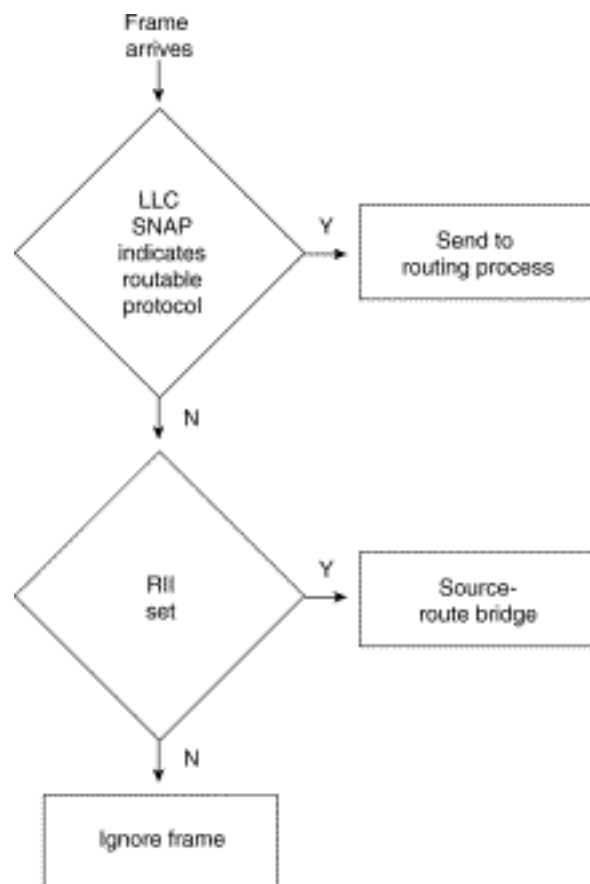 Frame
arrives
LLC
SNAP
indicates
routable
protocol
Y
Send to
routing process
N
RII
set
Y
Source-
route bridge
N
Ignore frame